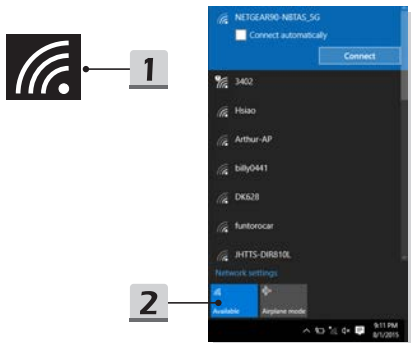 1
NETGEAR90-N8TAS_5G
Connect automatically
Connect
3402
Hsiao
Arthur-AP
billy0441
DK628
funtorocar
JHTTS-DIR810L
Network settings
2
Available
Airplane mode
9:11 PM
8/1/2015